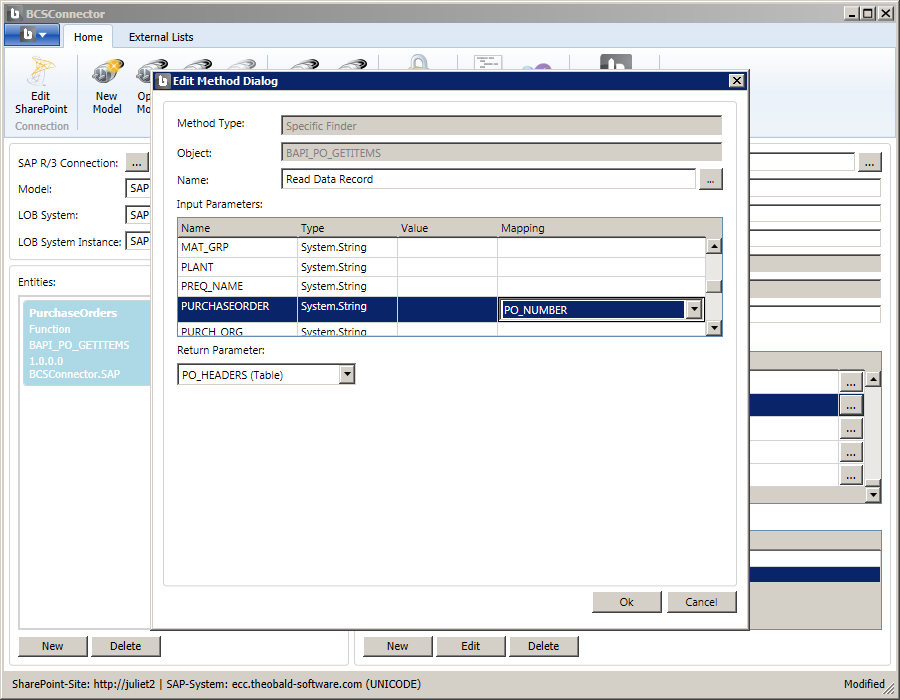 BCSConnector
Home External Lists
Edit SharePoint
New Model
Connection
SAP R/3 Connection: ...
Model: SAP
LOB System: SAP
LOB System Instance: SAP
Entities:
PurchaseOrders
Function
BAPI_PO_GETITEMS
1.0.0.0
BCSConnector.SAP
New Delete
Edit Method Dialog
Method Type: Specific Finder
Object: BAPI_PO_GETITEMS
Name: Read Data Record ...
Input Parameters:
Name Type Value Mapping
MAT_GRP System.String
PLANT System.String
PREQ_NAME System.String
PURCHASEORDER System.String PO_NUMBER
PURCH_ORG System.String
Return Parameter:
PO_HEADERS (Table)
Ok Cancel
...
...
...
...
...
...
New Edit Delete
SharePoint-Site: http://juliet2 | SAP-System: ecc.theobald-software.com (UNICODE) Modified